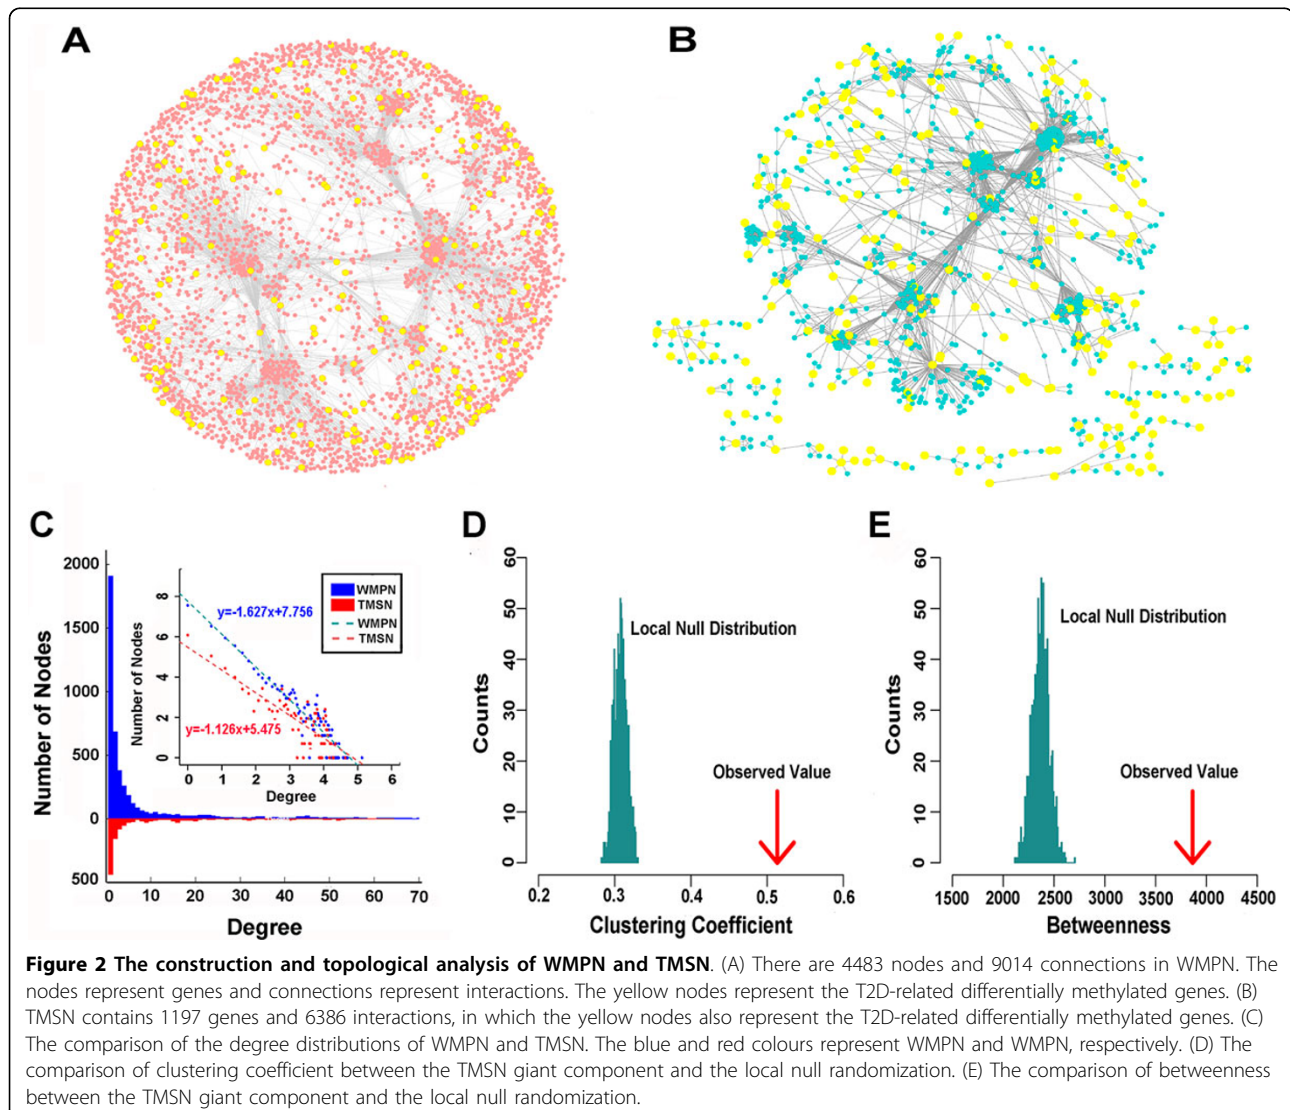 A
B
C
2000
1500
1000
500
0
500
Number of Nodes
0
10
20
30
40
50
60
70
Degree
8
6
4
2
0
Number of Nodes
0
1
2
3
4
5
6
Degree
y=-1.627x+7.756
y=-1.126x+5.475
WMPN
TMSN
WMPN
TMSN
D
60
50
40
30
20
10
0
Counts
Local Null Distribution
Observed Value
0.2
0.3
0.4
0.5
0.6
Clustering Coefficient
E
60
50
40
30
20
10
0
Counts
Local Null Distribution
Observed Value
1500
2000
2500
3000
3500
4000
4500
Betweenness
Figure 2 The construction and topological analysis of WMPN and TMSN. (A) There are 4483 nodes and 9014 connections in WMPN. The
nodes represent genes and connections represent interactions. The yellow nodes represent the T2D-related differentially methylated genes. (B)
TMSN contains 1197 genes and 6386 interactions, in which the yellow nodes also represent the T2D-related differentially methylated genes. (C)
The comparison of the degree distributions of WMPN and TMSN. The blue and red colours represent WMPN and WMPN, respectively. (D) The
comparison of clustering coefficient between the TMSN giant component and the local null randomization. (E) The comparison of betweenness
between the TMSN giant component and the local null randomization.